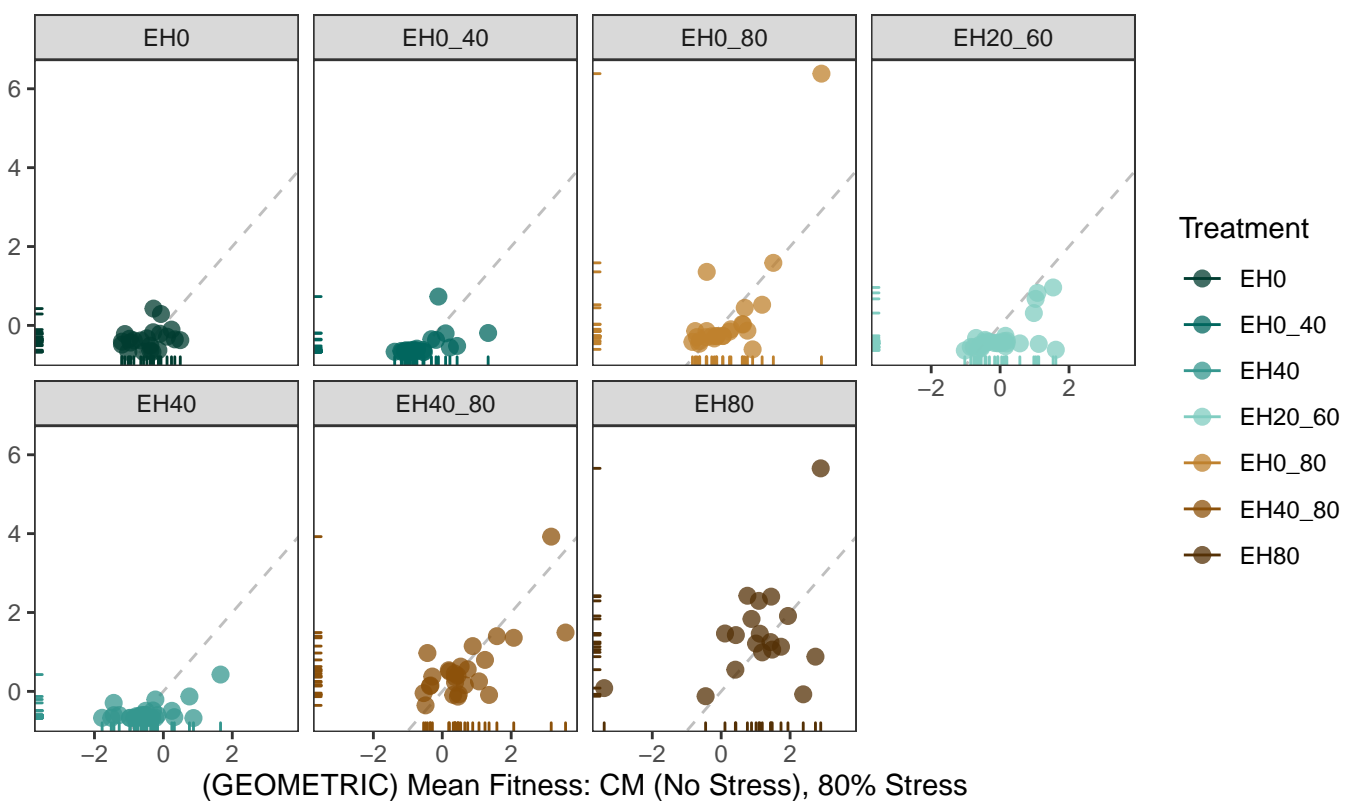 EH0 EH0_40 EH0_80 EH20_60
6
4
2
0
−2 0 2
EH40 EH40_80 EH80
6
4
2
0
−2 0 2 −2 0 2 −2 0 2
(GEOMETRIC) Mean Fitness: CM (No Stress), 80% Stress
Treatment
EH0
EH0_40
EH40
EH20_60
EH0_80
EH40_80
EH80